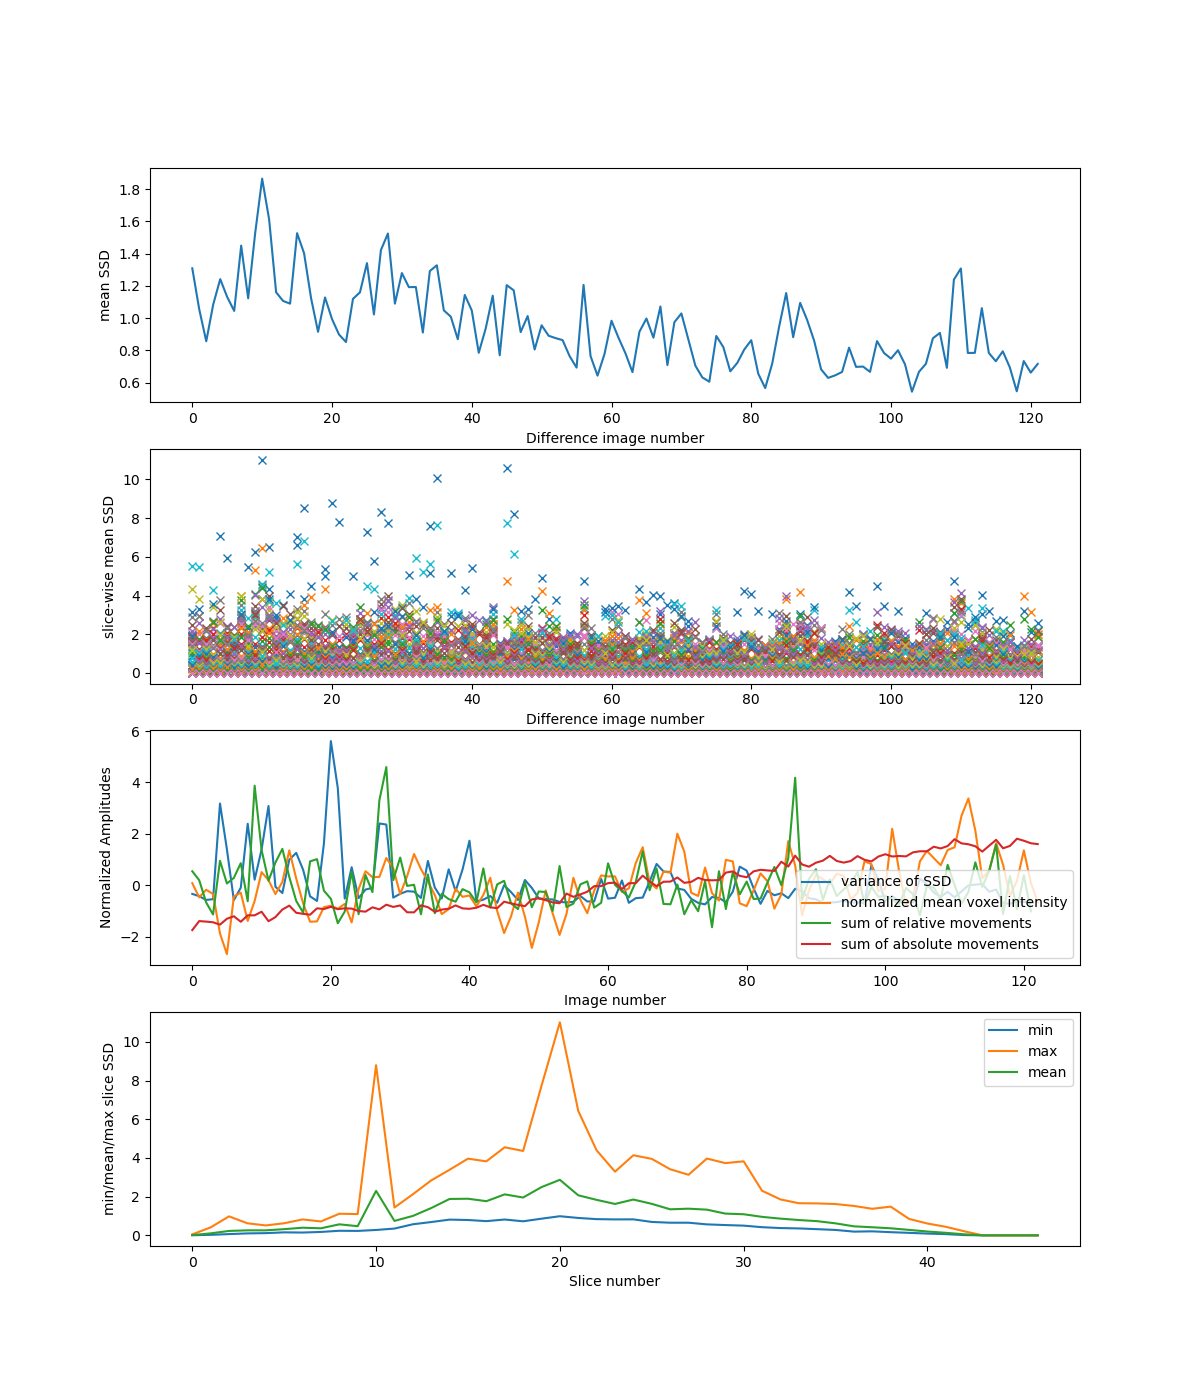 1.8
1.6
1.4
1.2
1.0
0.8
0.6
mean SSD
0 20 40 60 80 100 120
Difference image number
10
8
6
4
2
0
slice-wise mean SSD
0 20 40 60 80 100 120
Difference image number
6
4
2
0
−2
Normalized Amplitudes
variance of SSD
normalized mean voxel intensity
sum of relative movements
sum of absolute movements
0 20 40 60 80 100 120
Image number
10
8
6
4
2
0
min/mean/max slice SSD
min
max
mean
0 10 20 30 40
Slice number